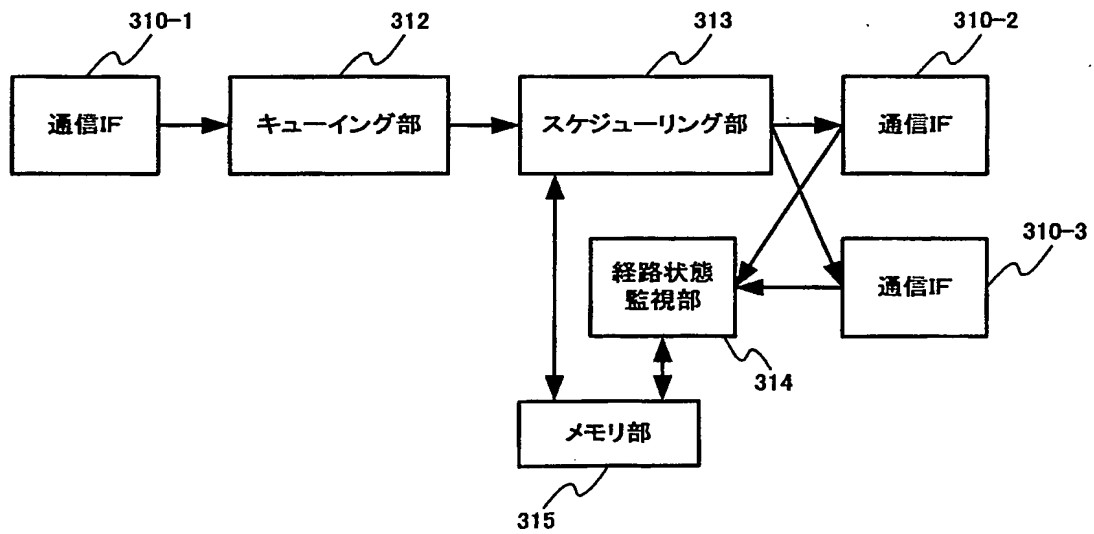 310-1
312
313
310-2
通信IF
キューイング部
スケジューリング部
通信IF
310-3
経路状態
監視部
通信IF
314
メモリ部
315